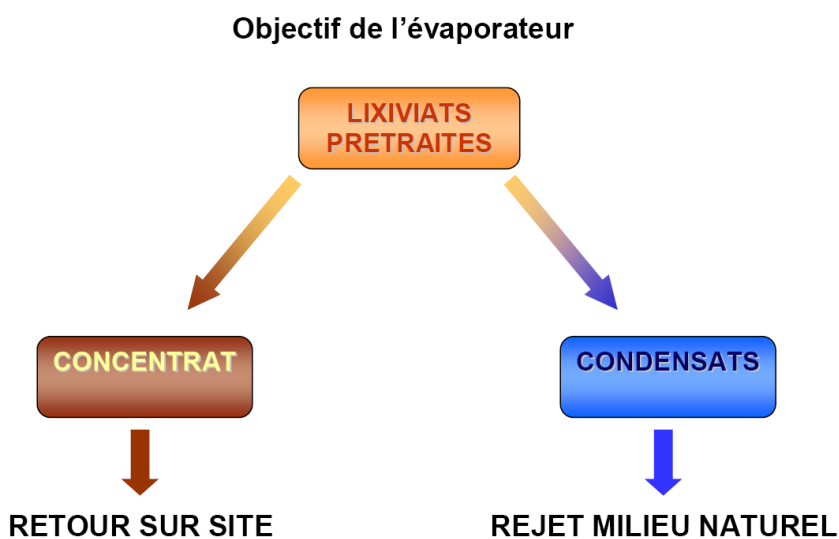 Objectif de l'évaporateur
LIXIVIATS
PRETRAITES
CONCENTRAT
CONDENSATS
RETOUR SUR SITE
REJET MILIEU NATUREL